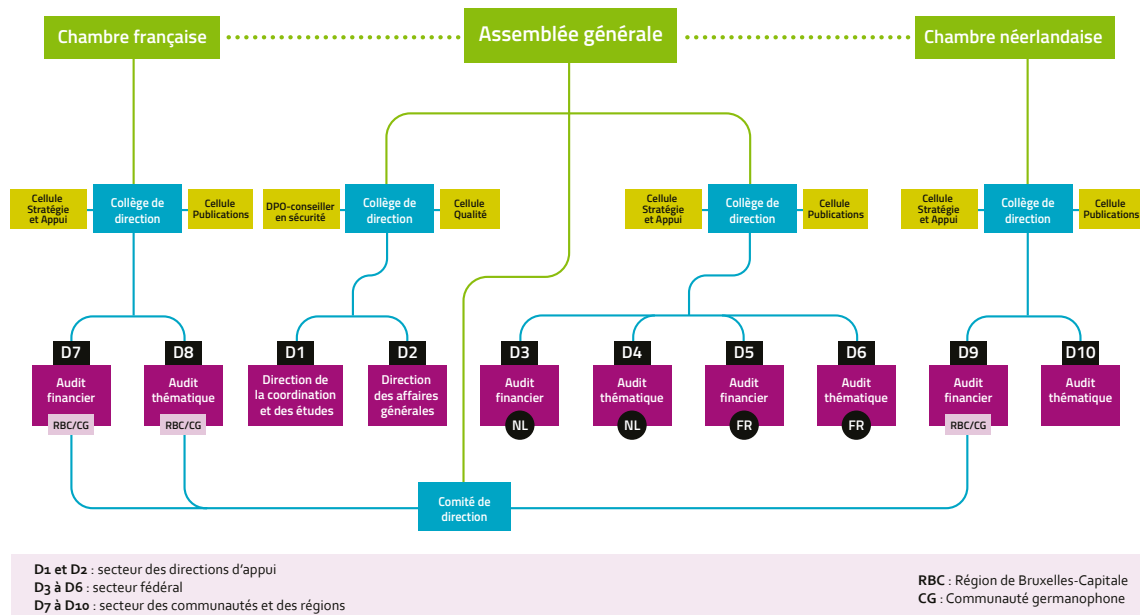 Chambre française
Assemblée générale
Chambre néerlandaise
Cellule
Stratégie
et Appui
Collège de
direction
Cellule
Publications
DPO-conseiller
en sécurité
Collège de
direction
Cellule
Qualité
Cellule
Stratégie
et Appui
Collège de
direction
Cellule
Publications
Cellule
Stratégie
et Appui
Collège de
direction
Cellule
Publications
D7
Audit
financier
RBC/CG
D8
Audit
thématique
RBC/CG
D1
Direction de
la coordination
et des études
D2
Direction
des affaires
générales
D3
Audit
financier
NL
D4
Audit
thématique
NL
D5
Audit
financier
FR
D6
Audit
thématique
FR
D9
Audit
financier
RBC/CG
D10
Audit
thématique
Comité de
direction
D1 et D2 : secteur des directions d'appui
D3 à D6 : secteur fédéral
D7 à D10 : secteur des communautés et des régions
RBC : Région de Bruxelles-Capitale
CG : Communauté germanophone